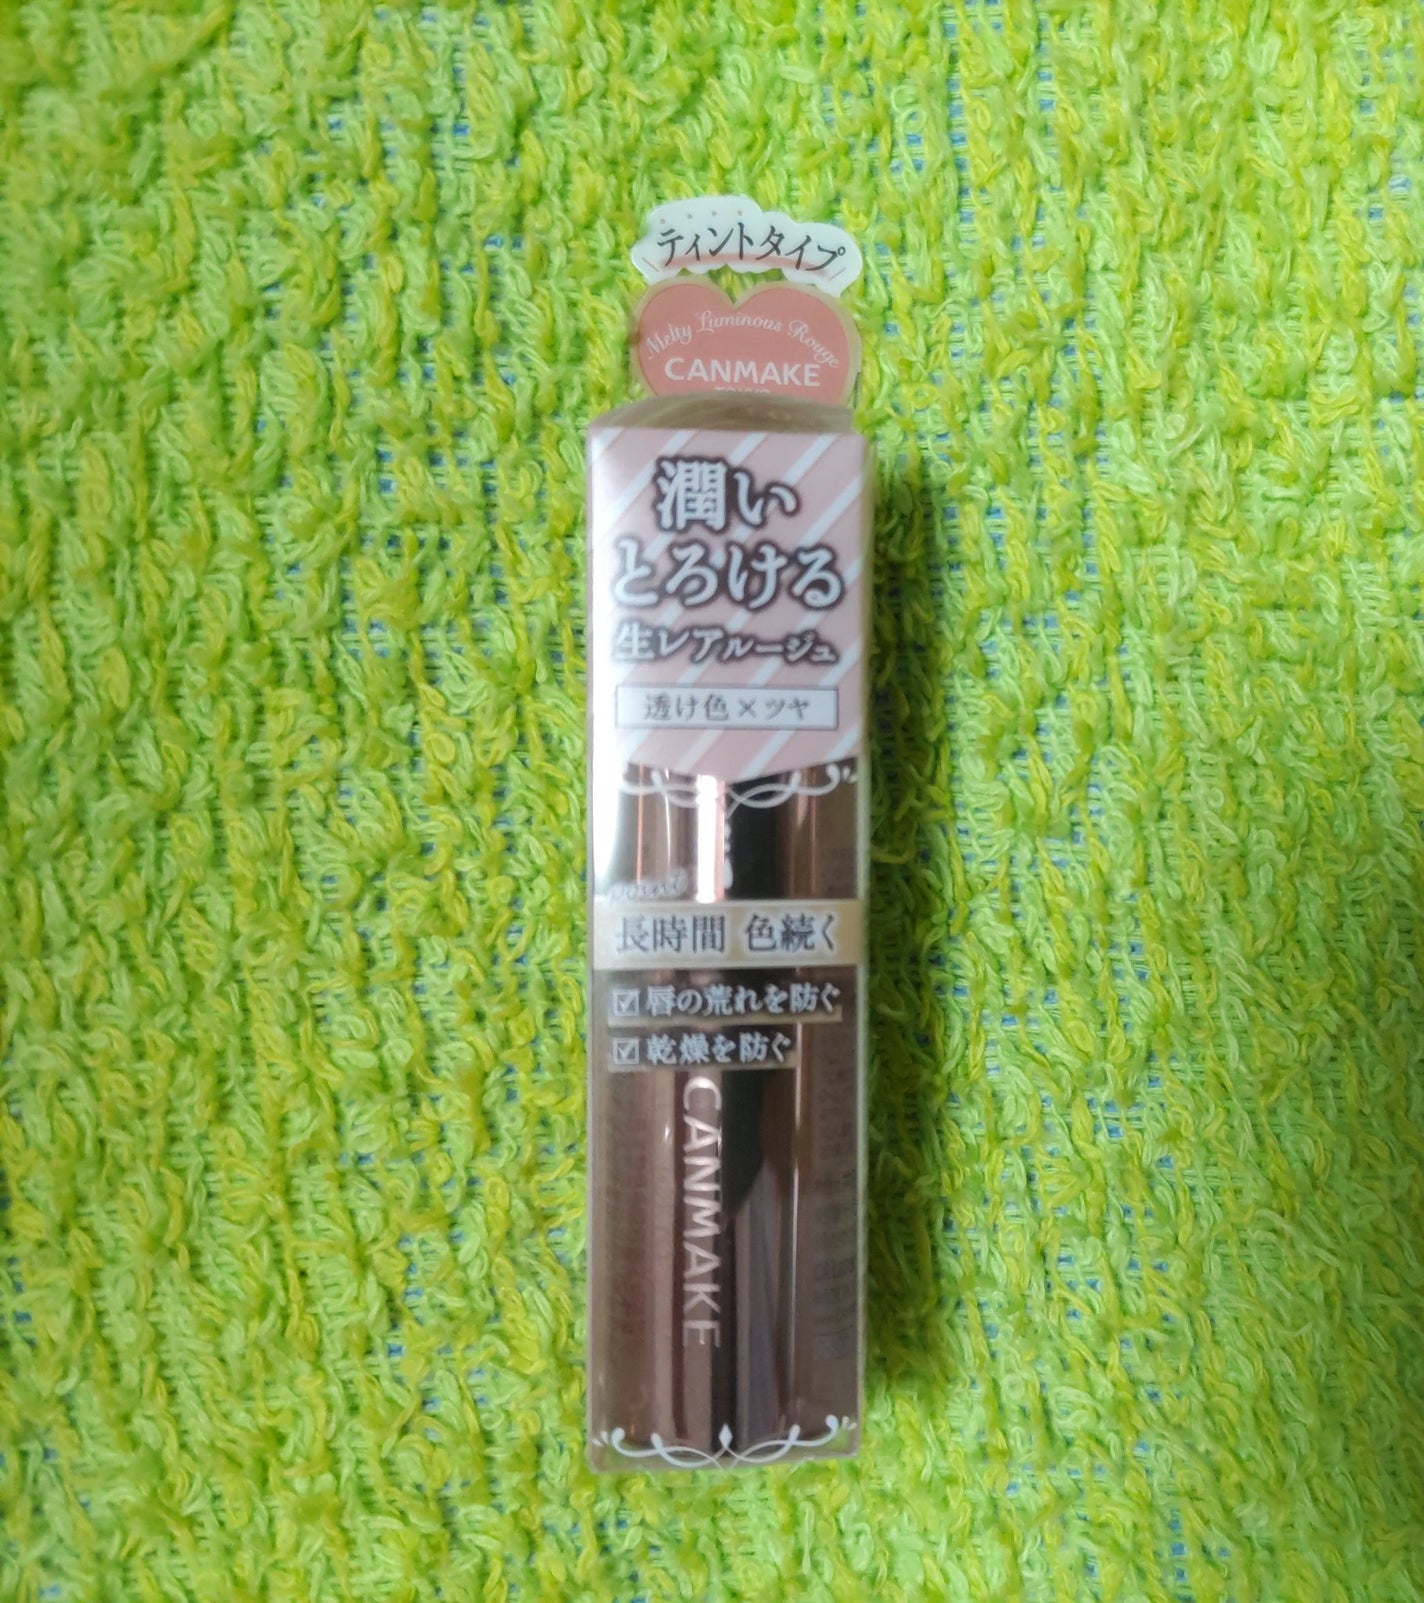 ティントタイプ
Melty Luminous Rouge
CANMAKE
潤い
とろける
生レアルージュ
透け色×ツヤ
長時間 色続く
☑唇の荒れを防ぐ
☑乾燥を防ぐ
CANMAKE